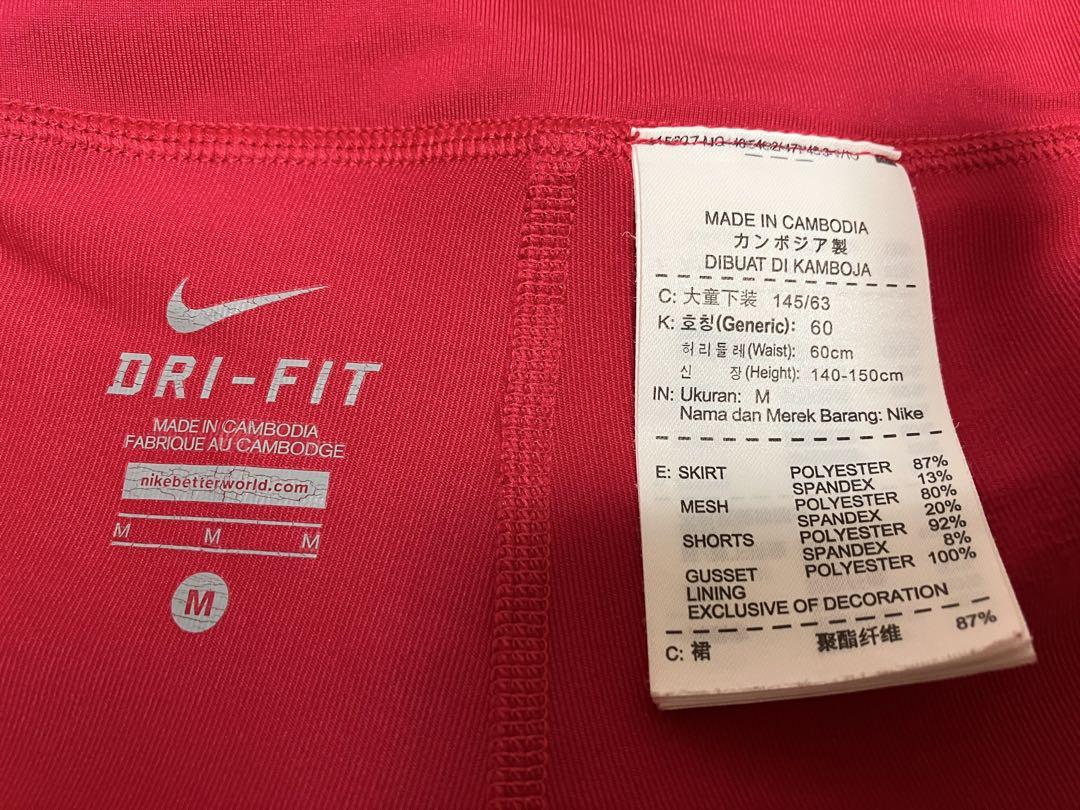 DRI-FIT
MADE IN CAMBODIA
FABRIQUE AU CAMBODGE
nikebetterworld.com
M M M
M
MADE IN CAMBODIA
カンボジア製
DIBUAT DI KAMBOJA
C: 大童下装 145/63
K: 호칭(Generic): 60
허리둘레(Waist): 60cm
신 장(Height): 140-150cm
IN: Ukuran: M
Nama dan Merek Barang: Nike
E: SKIRT POLYESTER 87%
SPANDEX 13%
MESH POLYESTER 80%
SPANDEX 20%
SHORTS POLYESTER 92%
SPANDEX 8%
GUSSET POLYESTER 100%
LINING
EXCLUSIVE OF DECORATION
C: 裙 聚酯纤维 87%